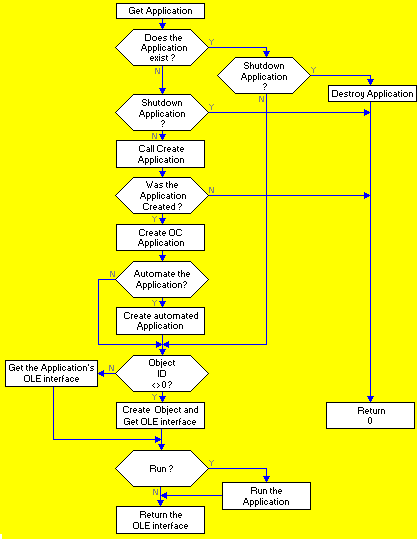 Get Application
Does the
Application
exist ?
Y
N
Shutdown
Application
?
Y
N
Destroy Application
Shutdown
Application
?
Y
N
Call Create
Application
Was the
Application
Created ?
N
Y
Create OC
Application
Automate the
Application?
N
Y
Create automated
Application
Object
ID
<>0?
N
Y
Get the Application's
OLE interface
Create Object and
Get OLE interface
Return
0
Run ?
Y
N
Run the
Application
Return the
OLE interface